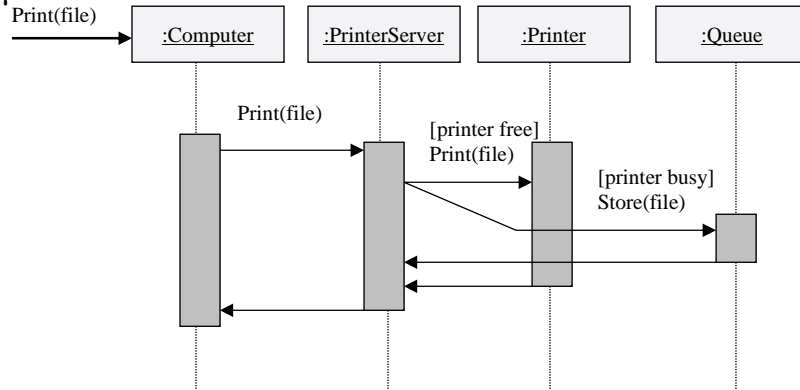 Print(file)
:Computer
:PrinterServer
:Printer
:Queue
Print(file)
[printer free]
Print(file)
[printer busy]
Store(file)